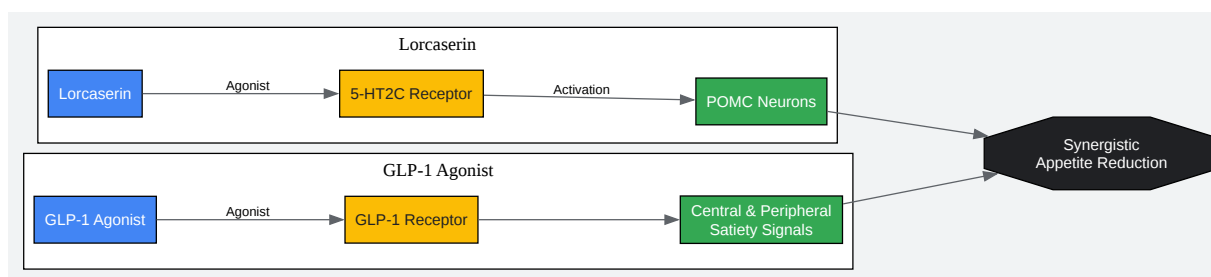 Lorcaserin
Lorcaserin
Agonist
5-HT2C Receptor
Activation
POMC Neurons
GLP-1 Agonist
GLP-1 Agonist
Agonist
GLP-1 Receptor
Central & Peripheral
Satiety Signals
Synergistic
Appetite Reduction